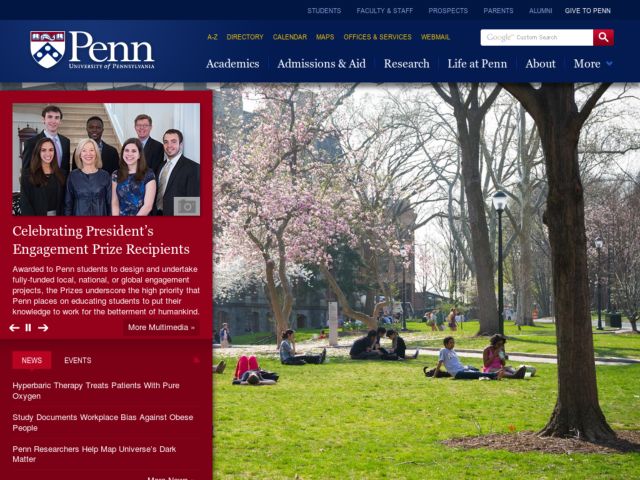 STUDENTS FACULTY & STAFF PROSPECTS PARENTS ALUMNI GIVE TO PENN
A-Z DIRECTORY CALENDAR MAPS OFFICES & SERVICES WEBMAIL
Google Custom Search
Penn
UNIVERSITY OF PENNSYLVANIA
Academics Admissions & Aid Research Life at Penn About More
Celebrating President's
Engagement Prize Recipients
Awarded to Penn students to design and undertake
fully-funded local, national, or global engagement
projects, the Prizes underscore the high priority that
Penn places on educating students to put their
knowledge to work for the betterment of humankind.
More Multimedia »
NEWS EVENTS
Hyperbaric Therapy Treats Patients With Pure
Oxygen
Study Documents Workplace Bias Against Obese
People
Penn Researchers Help Map Universe's Dark
Matter
More News »